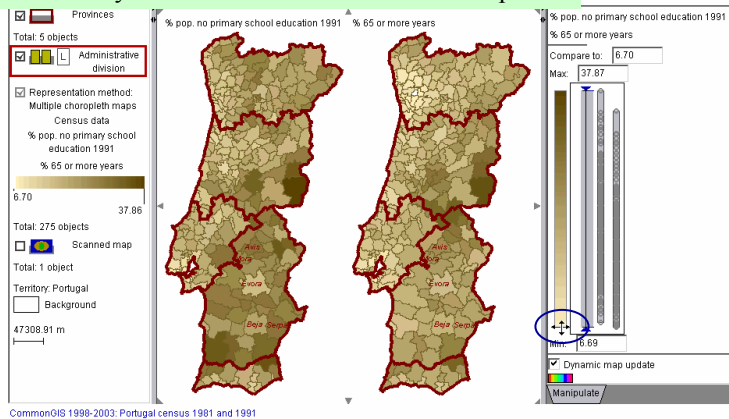 Provinces
Total: 5 objects
L Administrative
division
Representation method:
Multiple choropleth maps
Census data
% pop. no primary school
education 1991
% 65 or more years
6.70
37.86
Total: 275 objects
Scanned map
Total: 1 object
Territory: Portugal
Background
47308.91 m
% pop. no primary school education 1991
Avis
Evora
Beja Serpa
% 65 or more years
Avis
Evora
Beja Serpa
% pop. no primary school education 1991
% 65 or more years
Compare to: 6.70
Max: 37.87
Min: 6.69
Dynamic map update
Manipulate
CommonGIS 1998-2003: Portugal census 1981 and 1991